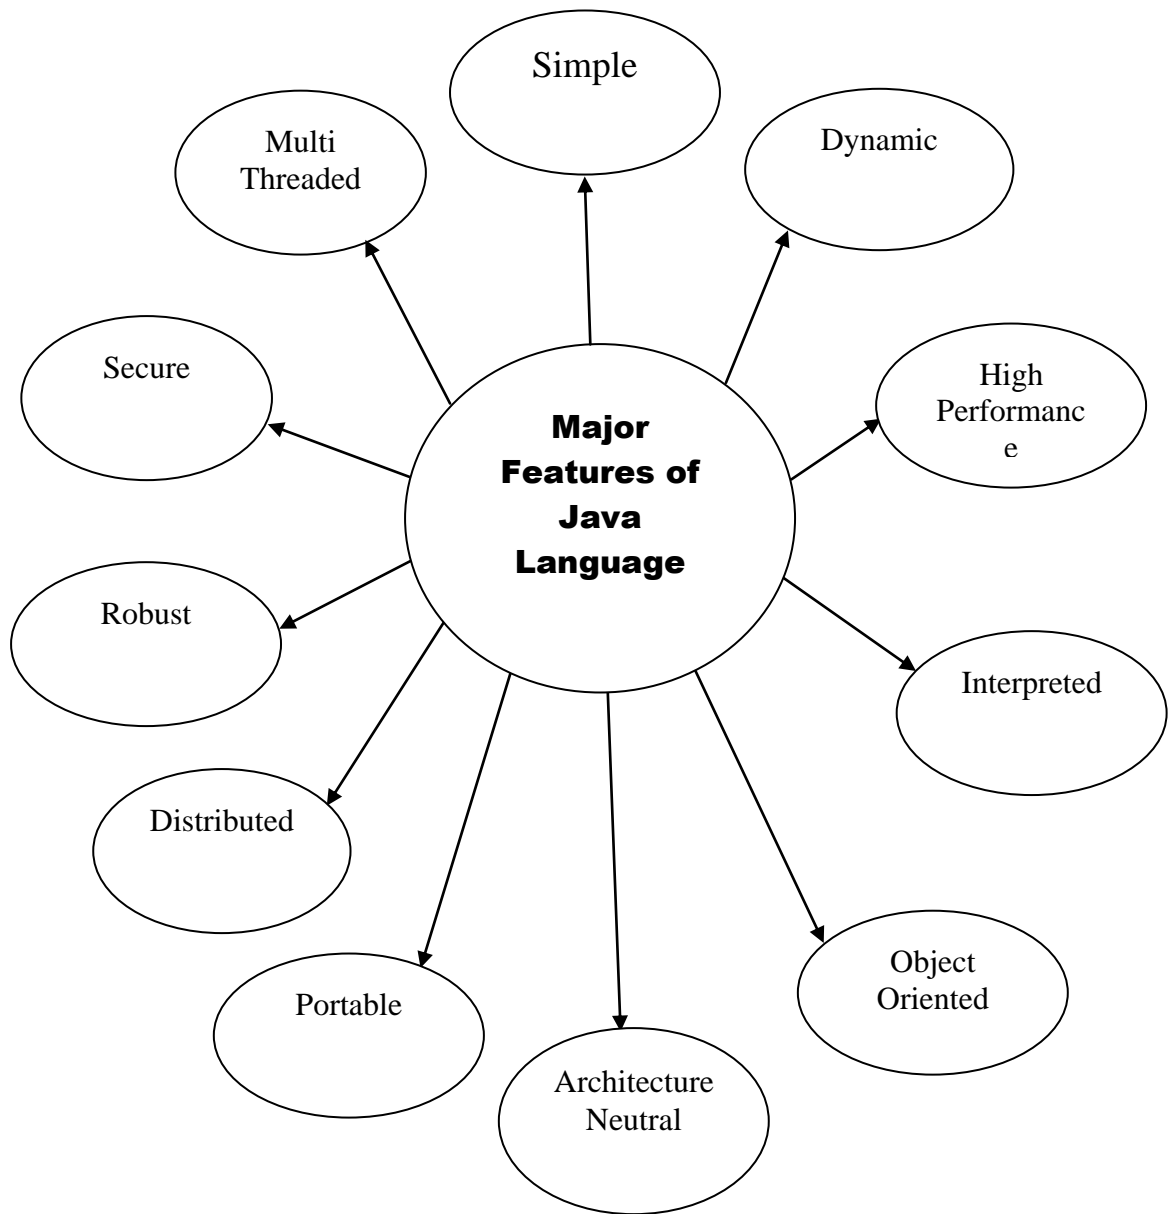 Simple
Multi
Threaded
Dynamic
Secure
High
Performanc
e
Major
Features of
Java
Language
Robust
Interpreted
Distributed
Object
Oriented
Portable
Architecture
Neutral